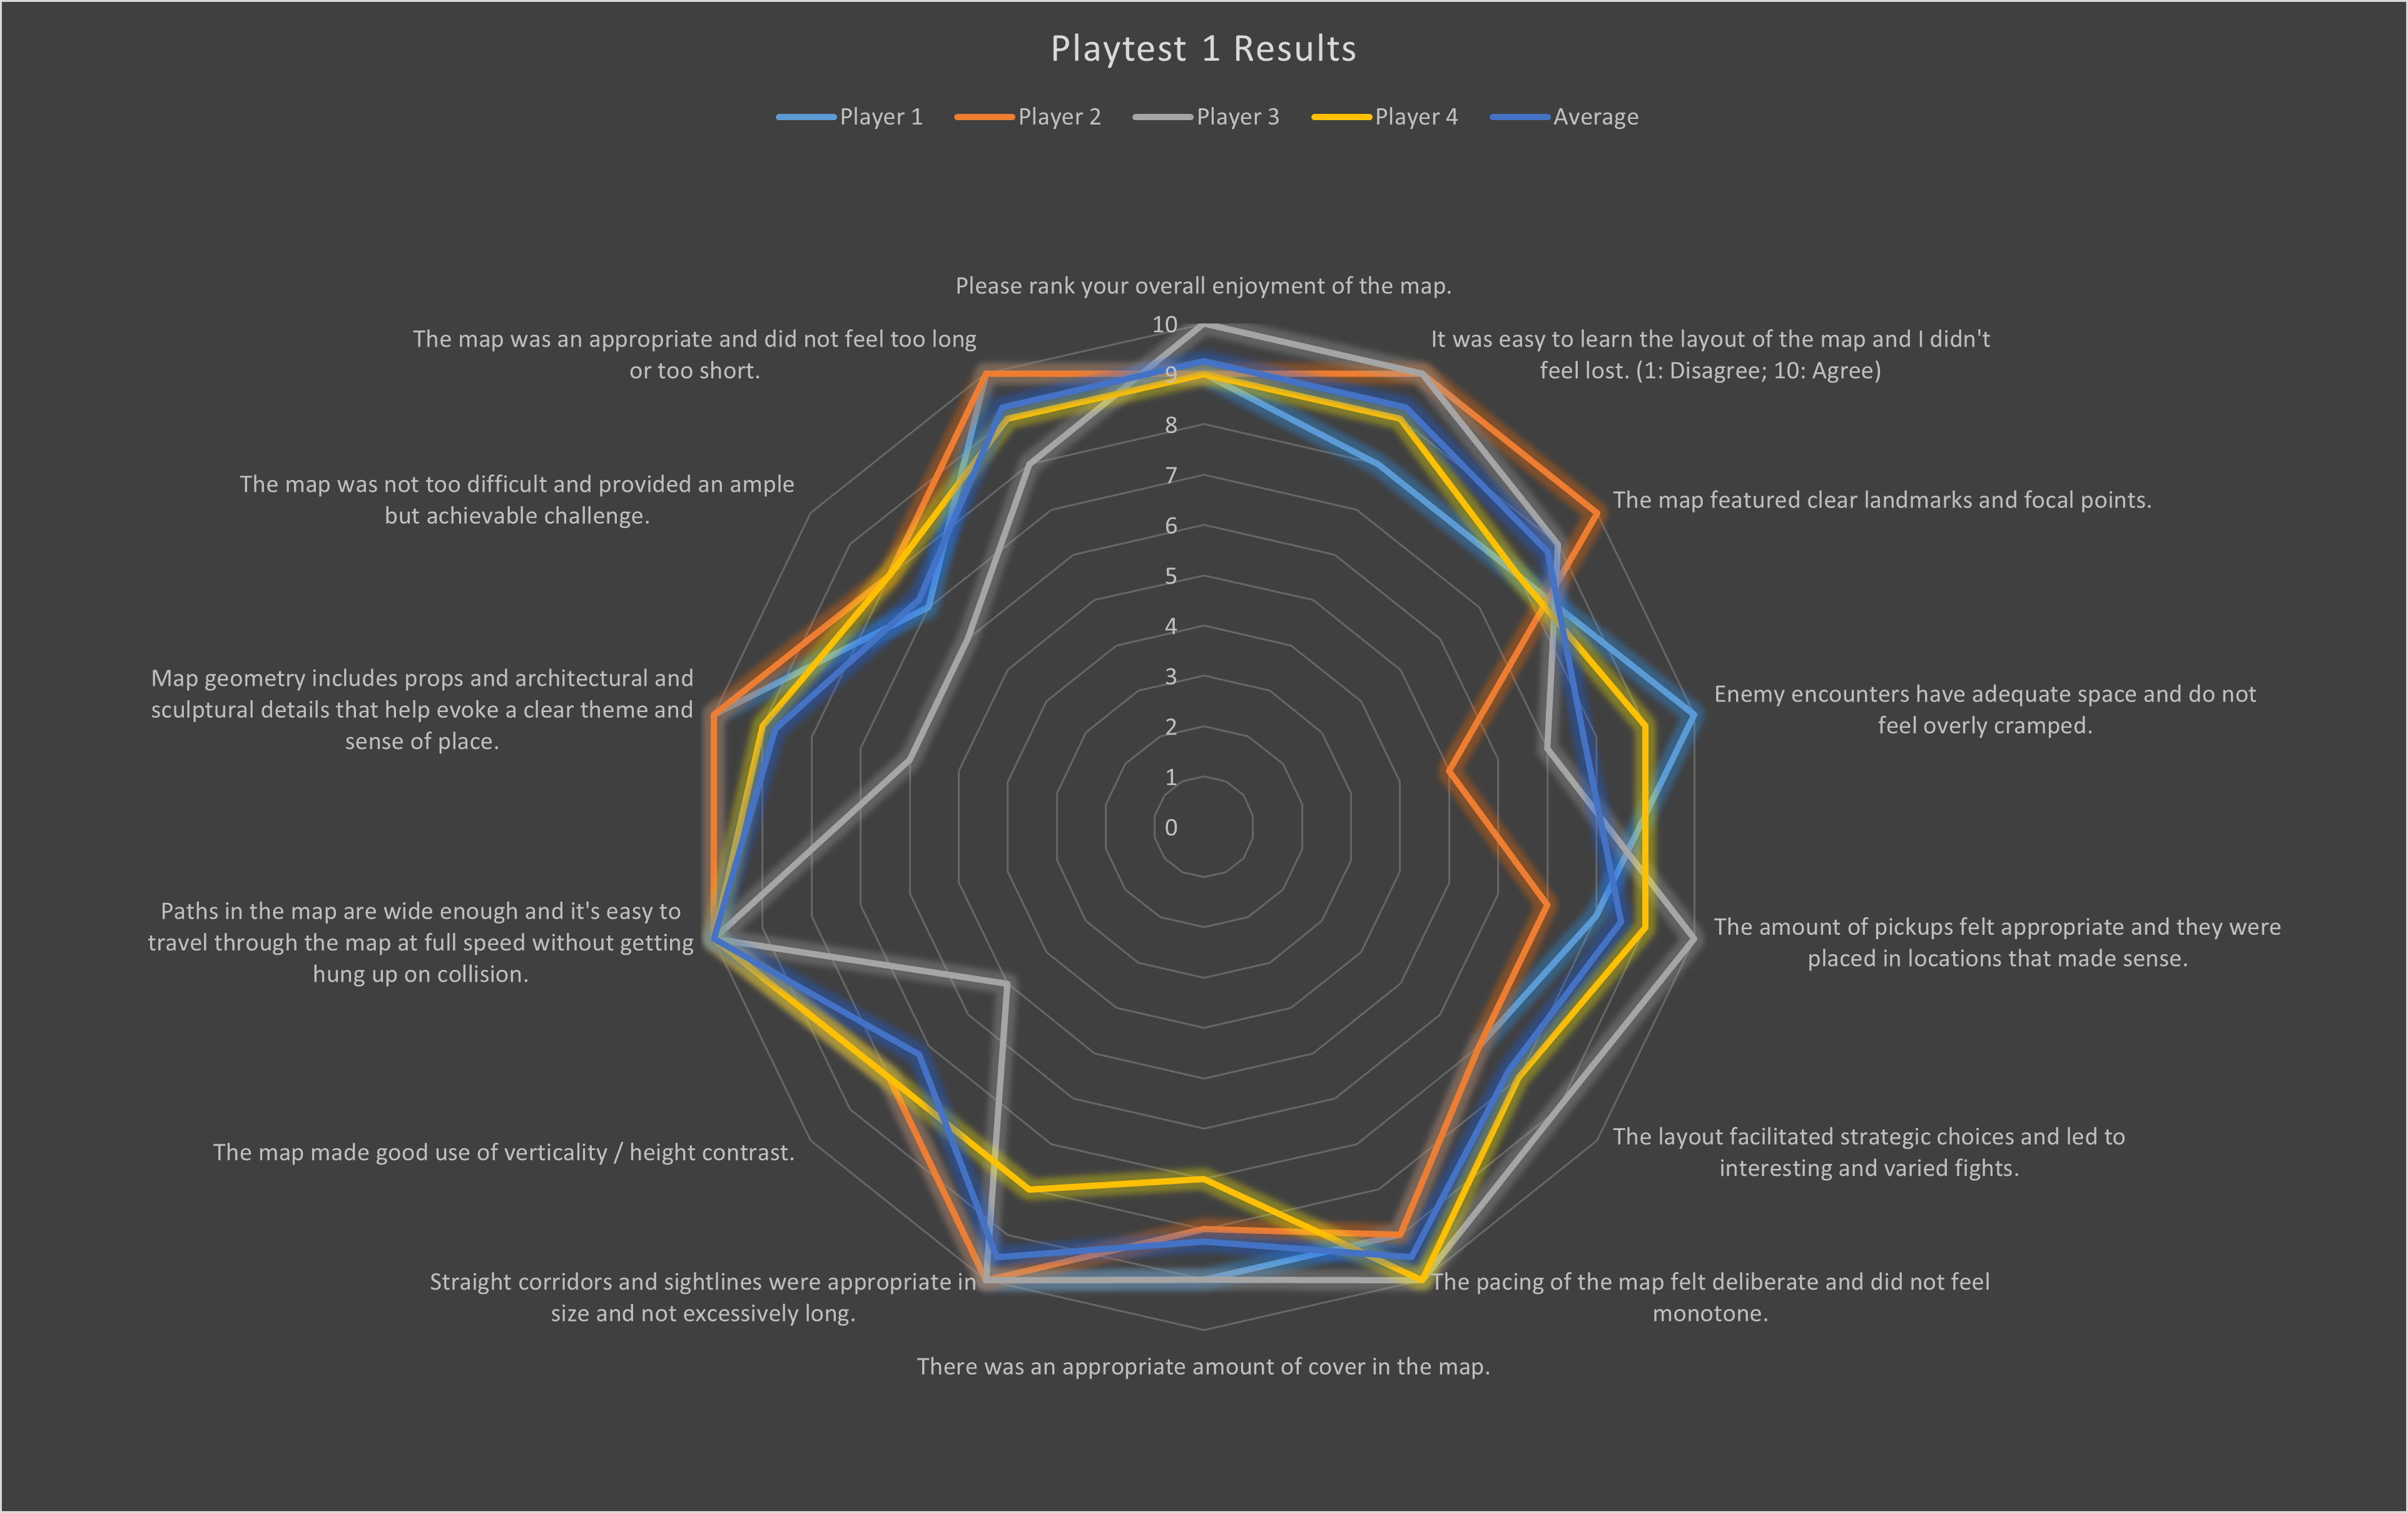 Playtest 1 Results
Player 1 Player 2 Player 3 Player 4 Average
Please rank your overall enjoyment of the map.
It was easy to learn the layout of the map and I didn't
feel lost. (1: Disagree; 10: Agree)
The map featured clear landmarks and focal points.
Enemy encounters have adequate space and do not
feel overly cramped.
The amount of pickups felt appropriate and they were
placed in locations that made sense.
The layout facilitated strategic choices and led to
interesting and varied fights.
The pacing of the map felt deliberate and did not feel
monotone.
There was an appropriate amount of cover in the map.
Straight corridors and sightlines were appropriate in
size and not excessively long.
The map made good use of verticality / height contrast.
Paths in the map are wide enough and it's easy to
travel through the map at full speed without getting
hung up on collision.
Map geometry includes props and architectural and
sculptural details that help evoke a clear theme and
sense of place.
The map was not too difficult and provided an ample
but achievable challenge.
The map was an appropriate and did not feel too long
or too short.
10
9
8
7
6
5
4
3
2
1
0